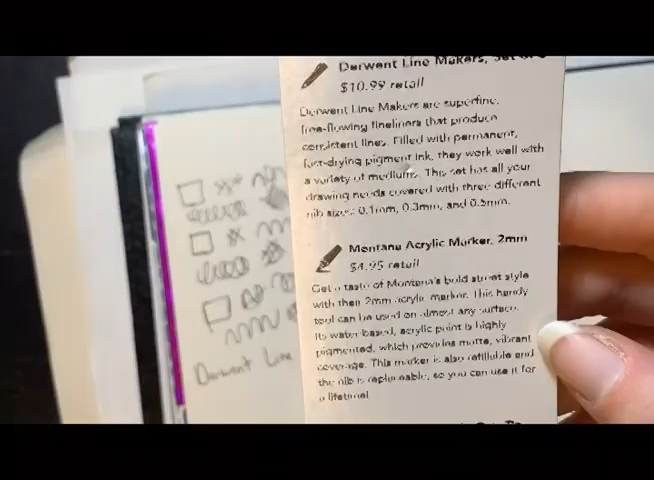 Derwent Line Makers, Set of 3
$10.99 retail
Derwent Line Makers are superfine,
free-flowing fineliners that produce
consistent lines. Filled with permanent,
fast-drying pigment ink, they work well with
a variety of mediums. This set has all your
drawing needs covered with three different
nib sizes: 0.1mm, 0.3mm, and 0.5mm.
Montana Acrylic Marker, 2mm
$4.95 retail
Get a taste of Montana's bold street style
with their 2mm acrylic marker. This handy
tool can be used on almost any surface.
Its water-based, acrylic paint is highly
pigmented, which provides matte, vibrant
coverage. This marker is also refillable and
the nib is replaceable, so you can use it for
a lifetime!
Derwent Line